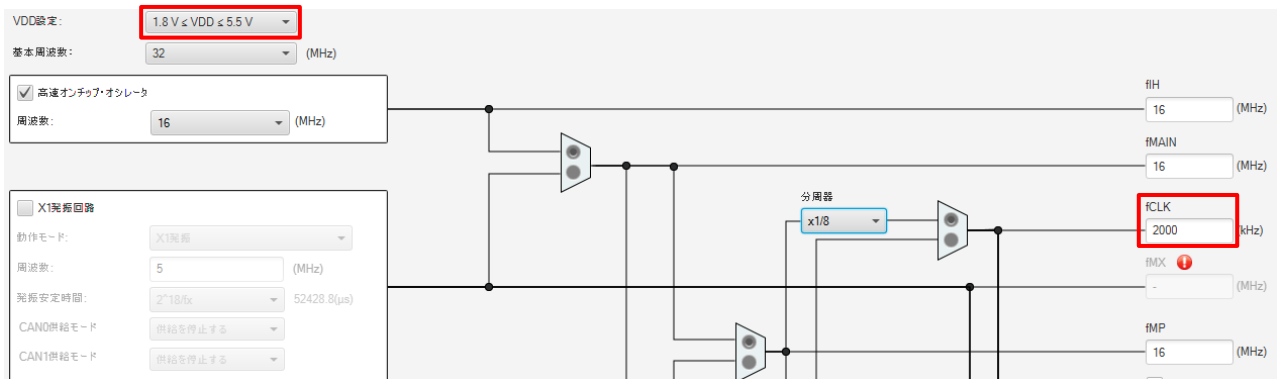 VDD設定: 1.8 V ≤ VDD ≤ 5.5 V
基本周波数: 32 (MHz)
高速オンチップ・オシレータ
周波数: 16 (MHz)
fIH
16 (MHz)
fMAIN
16 (MHz)
分周器
x1/8
fCLK
2000 (kHz)
X1発振回路
動作モード: X1発振
周波数: 5 (MHz)
発振安定時間: 2^18/fx 52428.8(μs)
CAN0供給モード 供給を停止する
CAN1供給モード 供給を停止する
fMX
- (MHz)
fMP
16 (MHz)